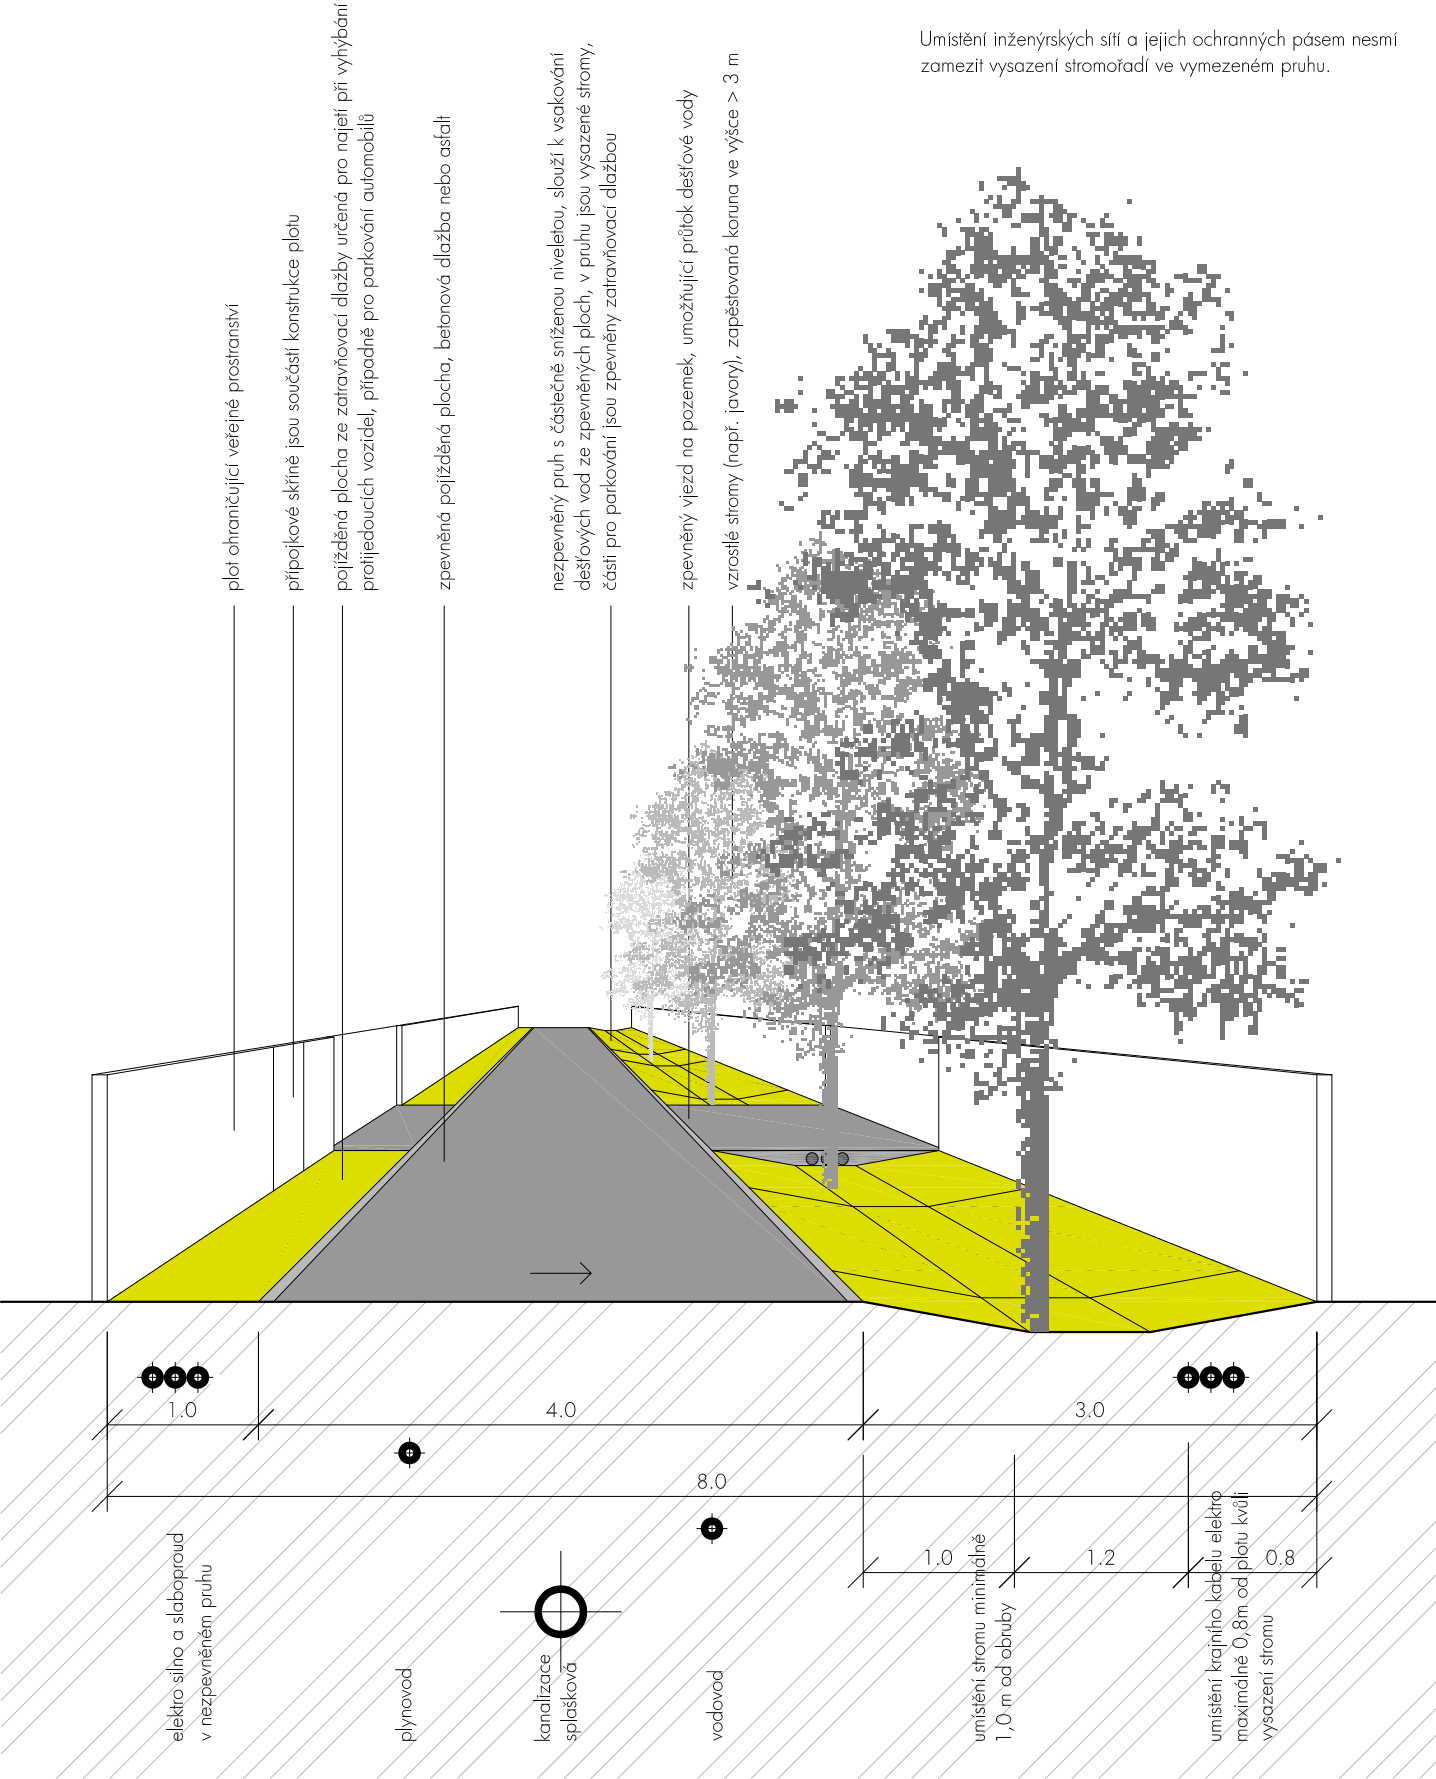 Umístění inženýrských sítí a jejich ochranných pásem nesmí
zamezit vysazení stromořadí ve vymezeném pruhu.
plot ohraničující veřejné prostranství
přípojkové skříně jsou součástí konstrukce plotu
pojížděná plocha ze zatravňovací dlažby určená pro najetí při vyhýbání
protijedoucích vozidel, případně pro parkování automobilů
zpevněná pojížděná plocha, betonová dlažba nebo asfalt
nezpevněný pruh s částečně sníženou niveletou, slouží k vsakování
dešťových vod ze zpevněných ploch, v pruhu jsou vysazené stromy,
části pro parkování jsou zpevněny zatravňovací dlažbou
zpevněný vjezd na pozemek, umožňující průtok dešťové vody
vzrostlé stromy (např. javory), zapěstovaná koruna ve výšce > 3 m
1.0
4.0
3.0
8.0
1.0
1.2
0.8
elektro silno a slaboproud
v nezpevněném pruhu
plynovod
kanalizace
splašková
vodovod
umístění stromu minimálně
1,0 m od obruby
umístění krajního kabelu elektro
maximálně 0,8m od plotu kvůli
vysazení stromu